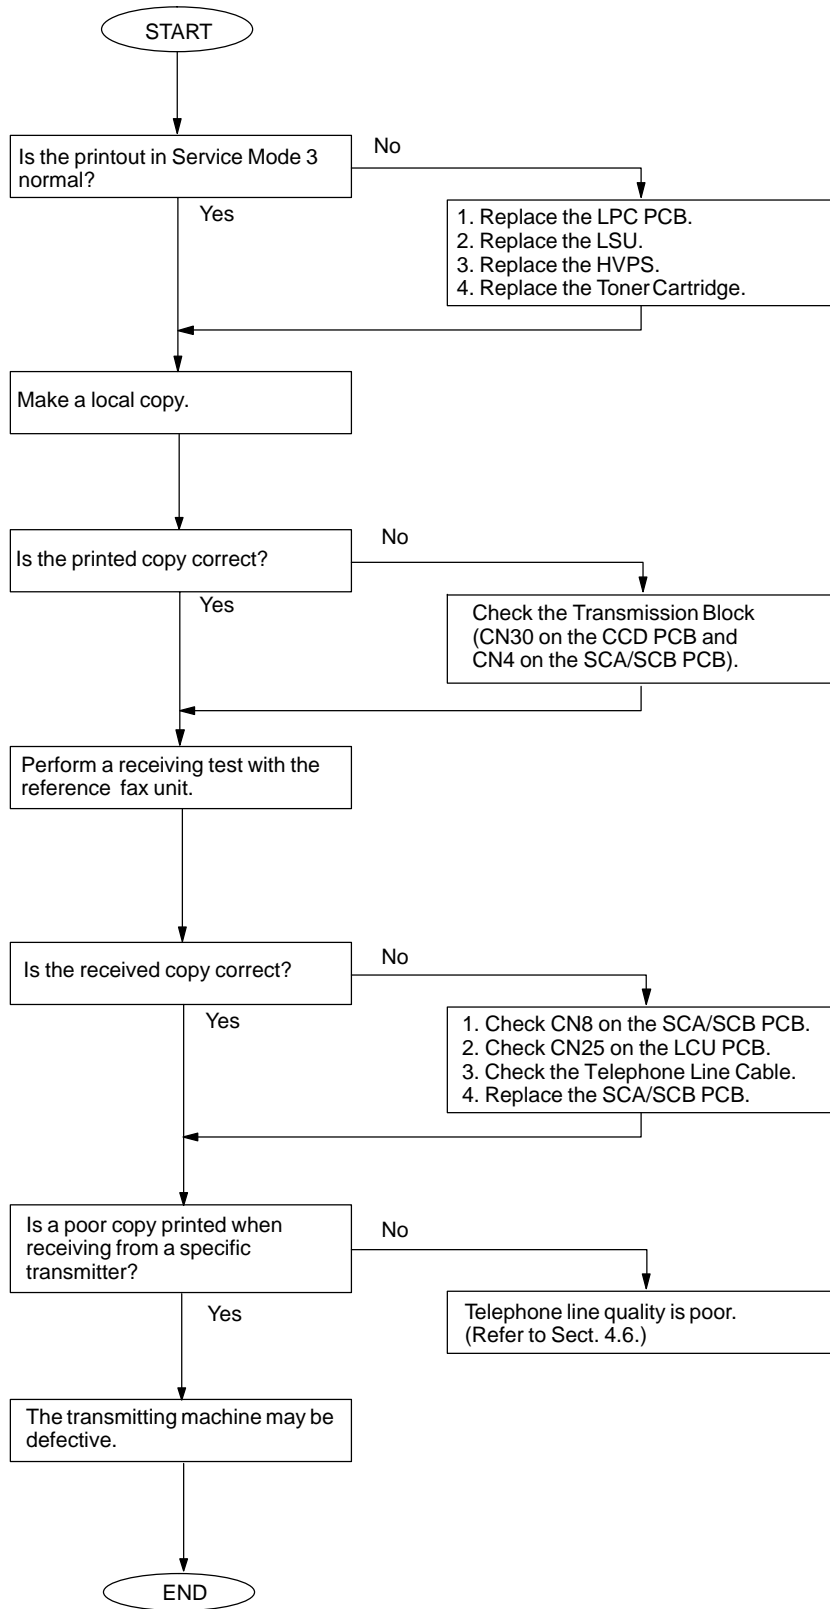 START
Is the printout in Service Mode 3
normal?
No
Yes
1. Replace the LPC PCB.
2. Replace the LSU.
3. Replace the HVPS.
4. Replace the Toner Cartridge.
Make a local copy.
Is the printed copy correct?
No
Yes
Check the Transmission Block
(CN30 on the CCD PCB and
CN4 on the SCA/SCB PCB).
Perform a receiving test with the
reference fax unit.
Is the received copy correct?
No
Yes
1. Check CN8 on the SCA/SCB PCB.
2. Check CN25 on the LCU PCB.
3. Check the Telephone Line Cable.
4. Replace the SCA/SCB PCB.
Is a poor copy printed when
receiving from a specific
transmitter?
No
Yes
Telephone line quality is poor.
(Refer to Sect. 4.6.)
The transmitting machine may be
defective.
END